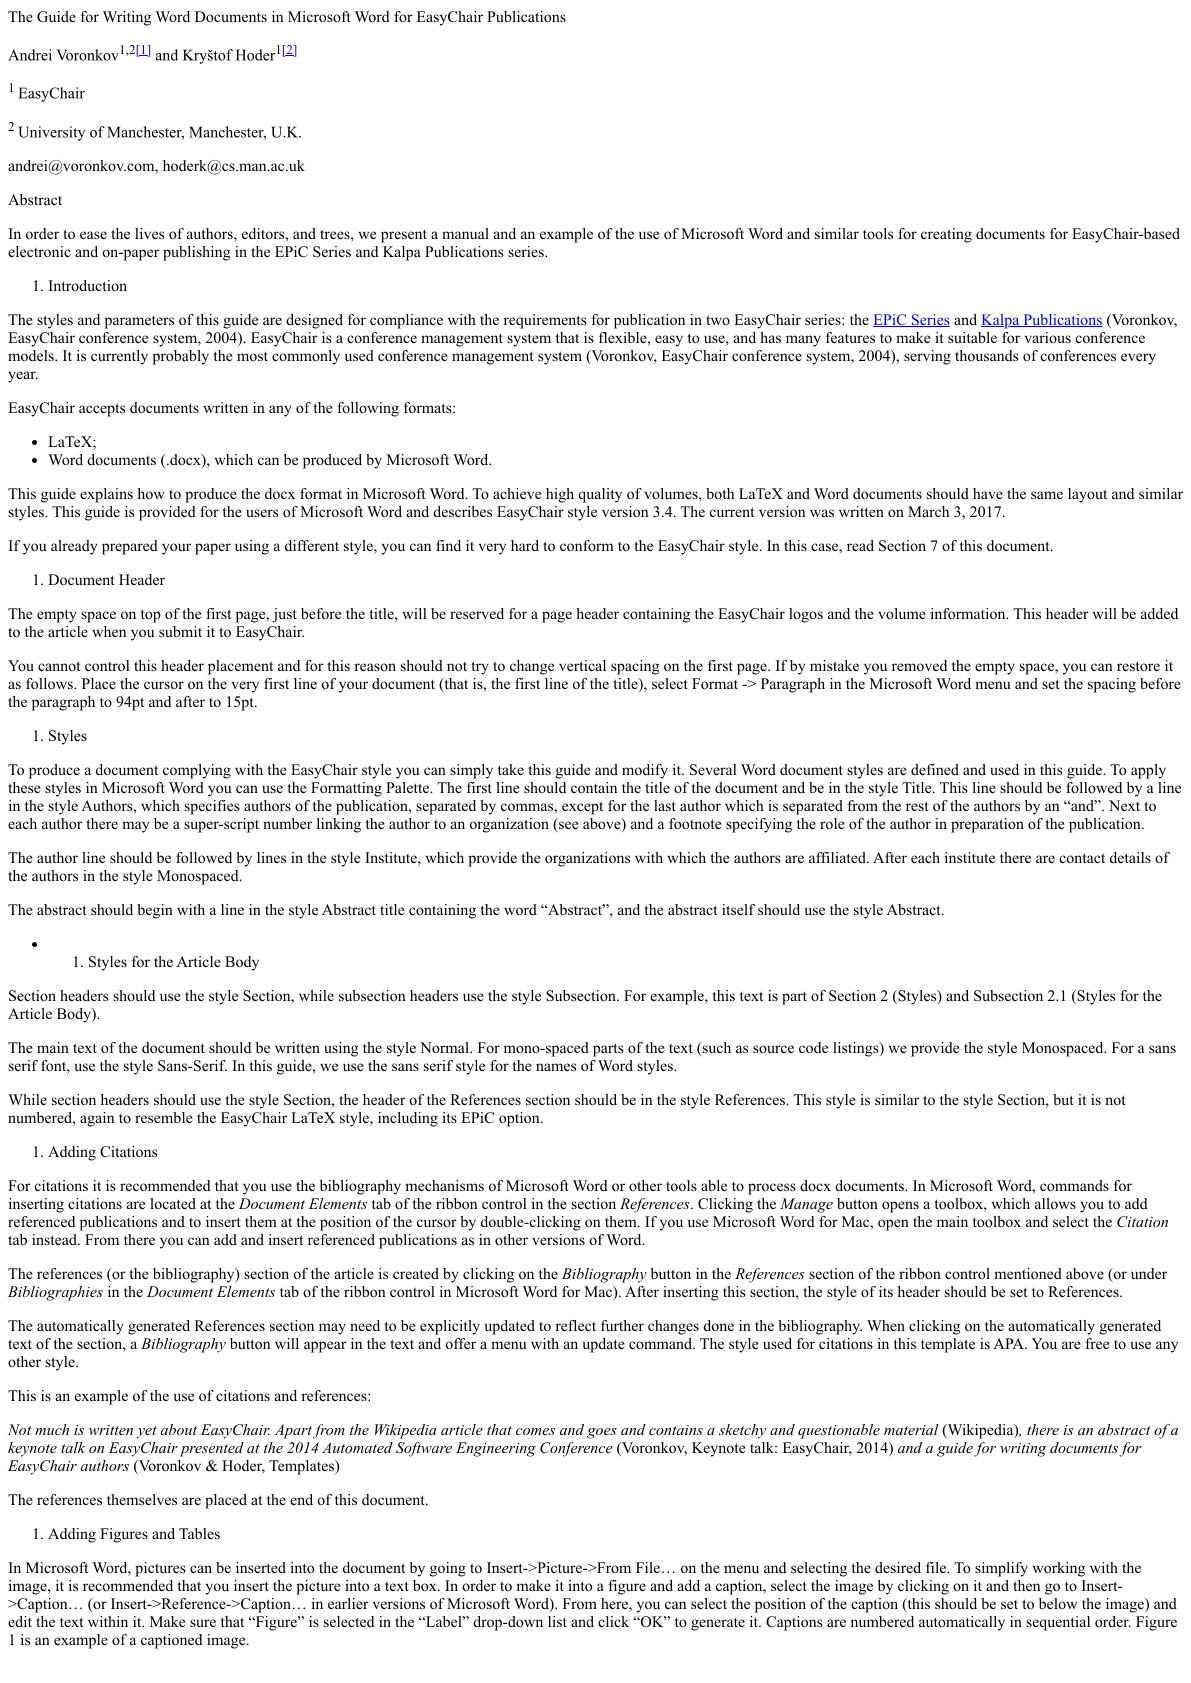 The Guide for Writing Word Documents in Microsoft Word for EasyChair Publications
Andrei Voronkov1,2[1] and Kryštof Hoder1[2]
1 EasyChair
2 University of Manchester, Manchester, U.K.
andrei@voronkov.com, hoderk@cs.man.ac.uk
Abstract
In order to ease the lives of authors, editors, and trees, we present a manual and an example of the use of Microsoft Word and similar tools for creating documents for EasyChair-based
electronic and on-paper publishing in the EPiC Series and Kalpa Publications series.
1. Introduction
The styles and parameters of this guide are designed for compliance with the requirements for publication in two EasyChair series: the EPiC Series and Kalpa Publications (Voronkov,
EasyChair conference system, 2004). EasyChair is a conference management system that is flexible, easy to use, and has many features to make it suitable for various conference
models. It is currently probably the most commonly used conference management system (Voronkov, EasyChair conference system, 2004), serving thousands of conferences every
year.
EasyChair accepts documents written in any of the following formats:
• LaTeX;
• Word documents (.docx), which can be produced by Microsoft Word.
This guide explains how to produce the docx format in Microsoft Word. To achieve high quality of volumes, both LaTeX and Word documents should have the same layout and similar
styles. This guide is provided for the users of Microsoft Word and describes EasyChair style version 3.4. The current version was written on March 3, 2017.
If you already prepared your paper using a different style, you can find it very hard to conform to the EasyChair style. In this case, read Section 7 of this document.
1. Document Header
The empty space on top of the first page, just before the title, will be reserved for a page header containing the EasyChair logos and the volume information. This header will be added
to the article when you submit it to EasyChair.
You cannot control this header placement and for this reason should not try to change vertical spacing on the first page. If by mistake you removed the empty space, you can restore it
as follows. Place the cursor on the very first line of your document (that is, the first line of the title), select Format -> Paragraph in the Microsoft Word menu and set the spacing before
the paragraph to 94pt and after to 15pt.
1. Styles
To produce a document complying with the EasyChair style you can simply take this guide and modify it. Several Word document styles are defined and used in this guide. To apply
these styles in Microsoft Word you can use the Formatting Palette. The first line should contain the title of the document and be in the style Title. This line should be followed by a line
in the style Authors, which specifies authors of the publication, separated by commas, except for the last author which is separated from the rest of the authors by an “and”. Next to
each author there may be a super-script number linking the author to an organization (see above) and a footnote specifying the role of the author in preparation of the publication.
The author line should be followed by lines in the style Institute, which provide the organizations with which the authors are affiliated. After each institute there are contact details of
the authors in the style Monospaced.
The abstract should begin with a line in the style Abstract title containing the word “Abstract”, and the abstract itself should use the style Abstract.
•
1. Styles for the Article Body
Section headers should use the style Section, while subsection headers use the style Subsection. For example, this text is part of Section 2 (Styles) and Subsection 2.1 (Styles for the
Article Body).
The main text of the document should be written using the style Normal. For mono-spaced parts of the text (such as source code listings) we provide the style Monospaced. For a sans
serif font, use the style Sans-Serif. In this guide, we use the sans serif style for the names of Word styles.
While section headers should use the style Section, the header of the References section should be in the style References. This style is similar to the style Section, but it is not
numbered, again to resemble the EasyChair LaTeX style, including its EPiC option.
1. Adding Citations
For citations it is recommended that you use the bibliography mechanisms of Microsoft Word or other tools able to process docx documents. In Microsoft Word, commands for
inserting citations are located at the Document Elements tab of the ribbon control in the section References. Clicking the Manage button opens a toolbox, which allows you to add
referenced publications and to insert them at the position of the cursor by double-clicking on them. If you use Microsoft Word for Mac, open the main toolbox and select the Citation
tab instead. From there you can add and insert referenced publications as in other versions of Word.
The references (or the bibliography) section of the article is created by clicking on the Bibliography button in the References section of the ribbon control mentioned above (or under
Bibliographies in the Document Elements tab of the ribbon control in Microsoft Word for Mac). After inserting this section, the style of its header should be set to References.
The automatically generated References section may need to be explicitly updated to reflect further changes done in the bibliography. When clicking on the automatically generated
text of the section, a Bibliography button will appear in the text and offer a menu with an update command. The style used for citations in this template is APA. You are free to use any
other style.
This is an example of the use of citations and references:
Not much is written yet about EasyChair. Apart from the Wikipedia article that comes and goes and contains a sketchy and questionable material (Wikipedia), there is an abstract of a
keynote talk on EasyChair presented at the 2014 Automated Software Engineering Conference (Voronkov, Keynote talk: EasyChair, 2014) and a guide for writing documents for
EasyChair authors (Voronkov & Hoder, Templates)
The references themselves are placed at the end of this document.
1. Adding Figures and Tables
In Microsoft Word, pictures can be inserted into the document by going to Insert->Picture->From File… on the menu and selecting the desired file. To simplify working with the
image, it is recommended that you insert the picture into a text box. In order to make it into a figure and add a caption, select the image by clicking on it and then go to Insert-
>Caption… (or Insert->Reference->Caption… in earlier versions of Microsoft Word). From here, you can select the position of the caption (this should be set to below the image) and
edit the text within it. Make sure that “Figure” is selected in the “Label” drop-down list and click “OK” to generate it. Captions are numbered automatically in sequential order. Figure
1 is an example of a captioned image.